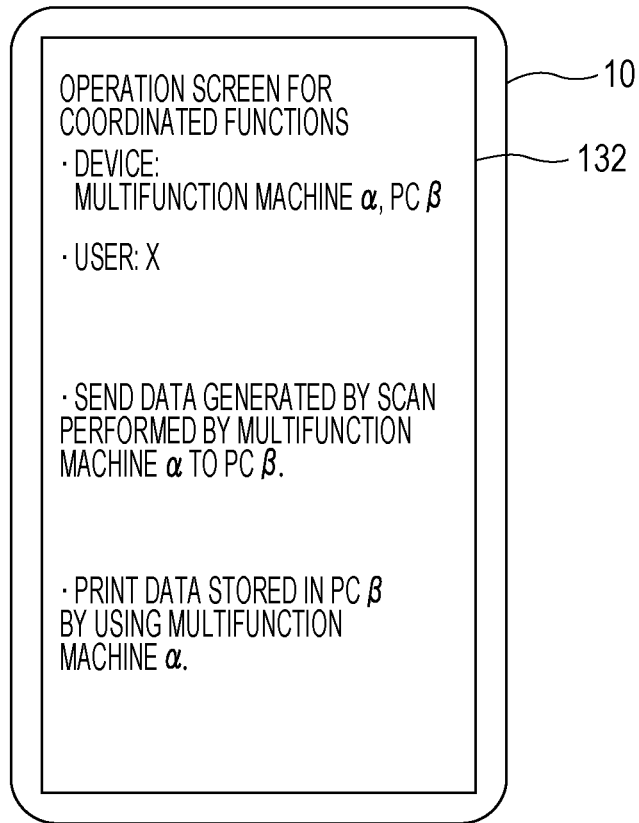 OPERATION SCREEN FOR
COORDINATED FUNCTIONS
· DEVICE:
MULTIFUNCTION MACHINE α, PC β
· USER: X
· SEND DATA GENERATED BY SCAN
PERFORMED BY MULTIFUNCTION
MACHINE α TO PC β.
· PRINT DATA STORED IN PC β
BY USING MULTIFUNCTION
MACHINE α.
10
132